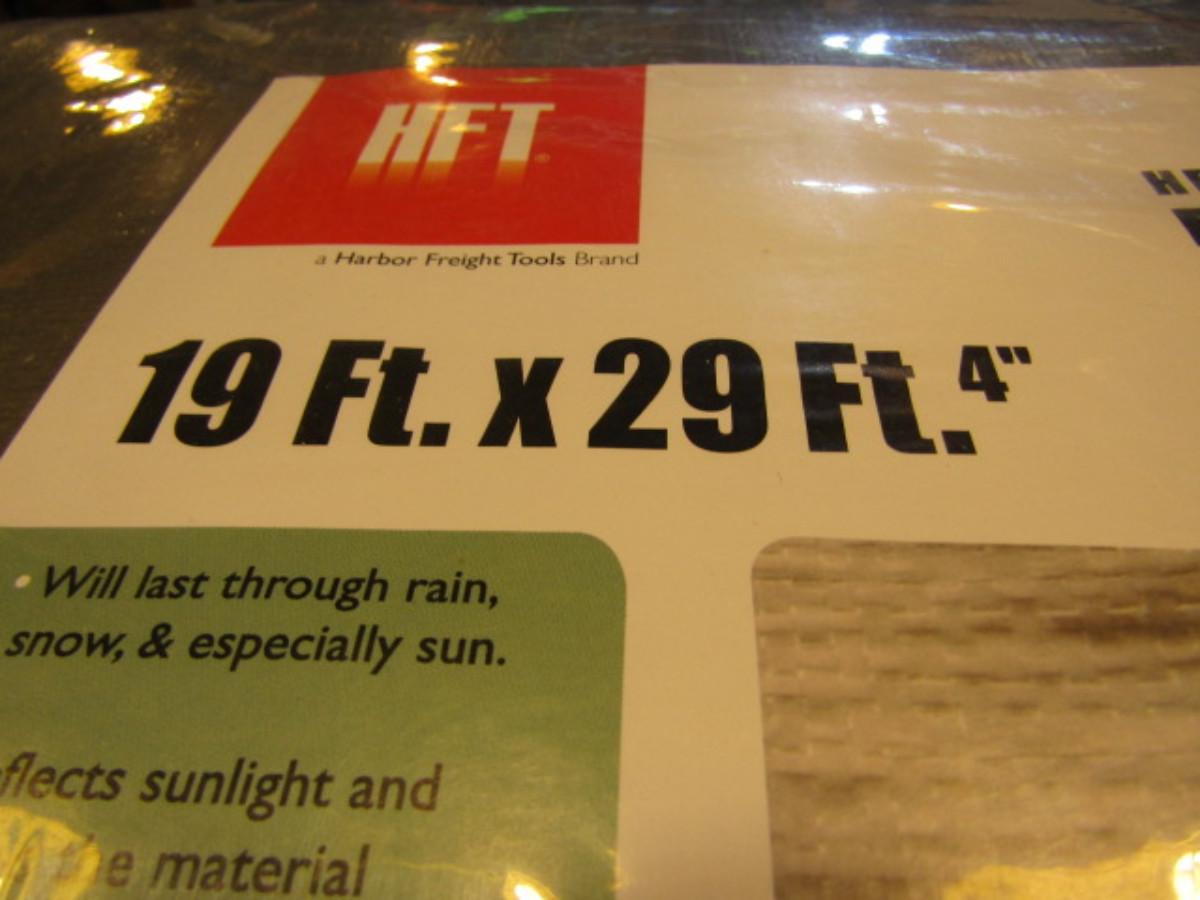 HFT®
a Harbor Freight Tools Brand
19 Ft. x 29 Ft. 4"
• Will last through rain,
snow, & especially sun.
sunlight and
material